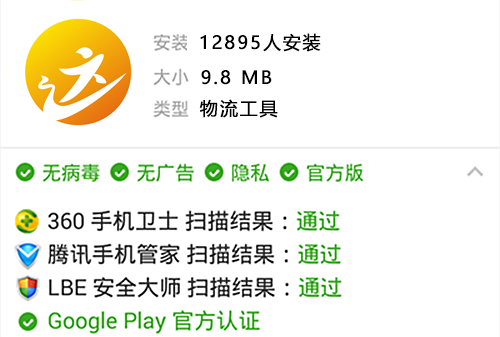 达
安装 12895人安装
大小 9.8 MB
类型 物流工具
无病毒 无广告 隐私 官方版
360 手机卫士 扫描结果：通过
腾讯手机管家 扫描结果：通过
LBE 安全大师 扫描结果：通过
Google Play 官方认证